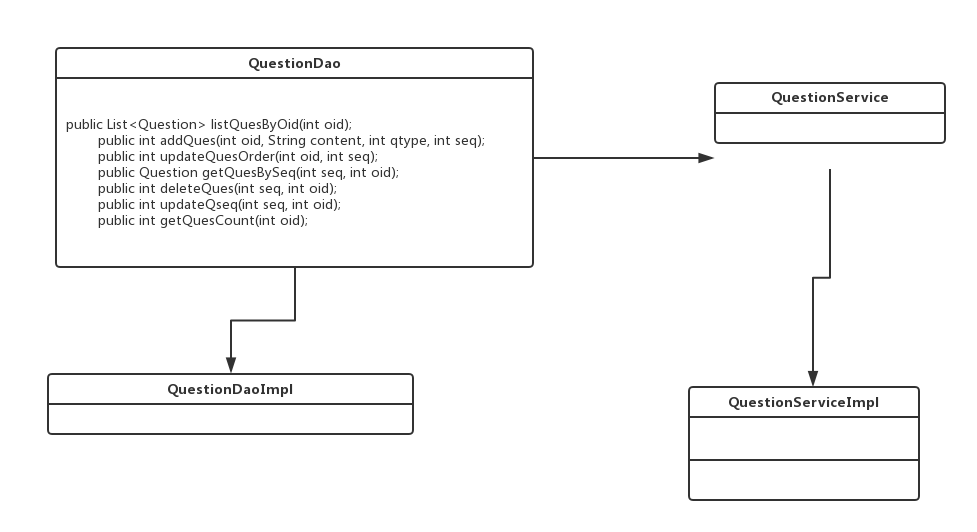 QuestionDao
public List<Question> listQuesByOid(int oid);
public int addQues(int oid, String content, int qtype, int seq);
public int updateQuesOrder(int oid, int seq);
public Question getQuesBySeq(int seq, int oid);
public int deleteQues(int seq, int oid);
public int updateQseq(int seq, int oid);
public int getQuesCount(int oid);
QuestionService
QuestionDaoImpl
QuestionServiceImpl